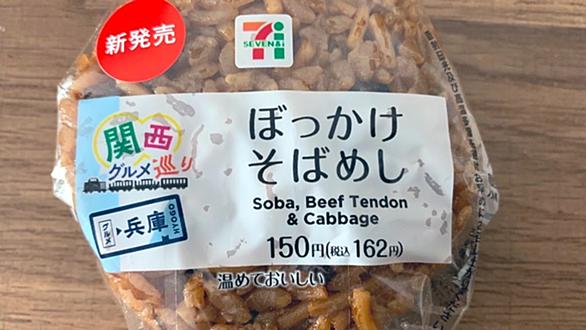 新発売
SEVEN&i
関西
グルメ巡り
グルメ
兵庫
HYOGO
ぼっかけ
そばめし
Soba, Beef Tendon
& Cabbage
150円(税込162円)
温めておいしい